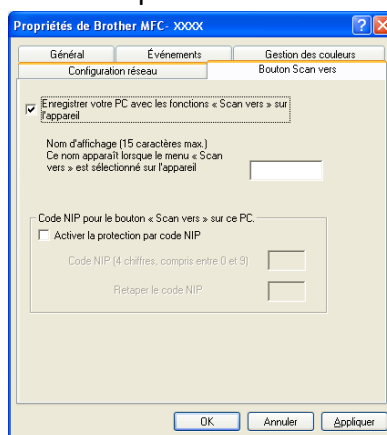 Propriétés de Brother MFC- XXXX
Général Événements Gestion des couleurs
Configuration réseau Bouton Scan vers
Enregistrer votre PC avec les fonctions « Scan vers » sur
l'appareil
Nom d'affichage (15 caractères max.)
Ce nom apparaît lorsque le menu « Scan
vers » est sélectionné sur l'appareil
Code NIP pour le bouton « Scan vers » sur ce PC.
Activer la protection par code NIP
Code NIP (4 chiffres, compris entre 0 et 9)
Retaper le code NIP
OK Annuler Appliquer